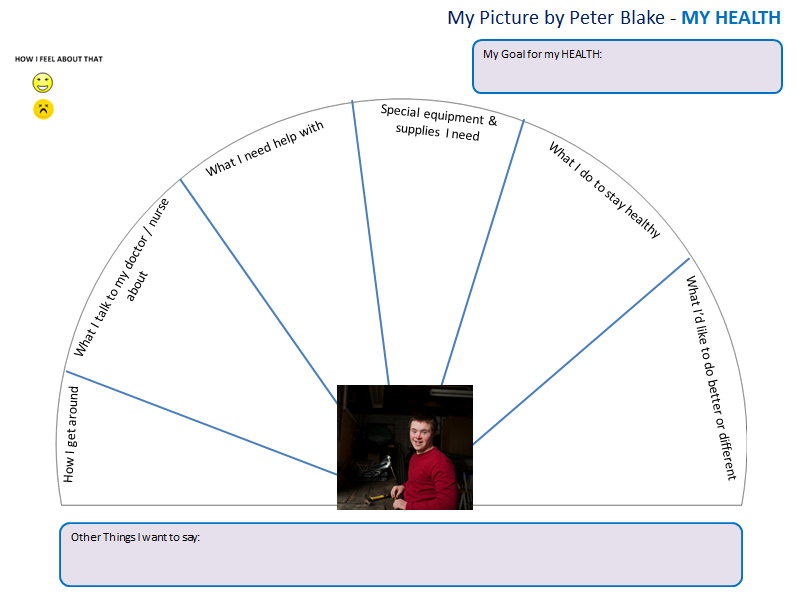 My Picture by Peter Blake - MY HEALTH
My Goal for my HEALTH:
HOW I FEEL ABOUT THAT
How I get around
What I talk to my doctor / nurse
about
What I need help with
Special equipment &
supplies I need
What I do to stay healthy
What I'd like to do better or different
Other Things I want to say: